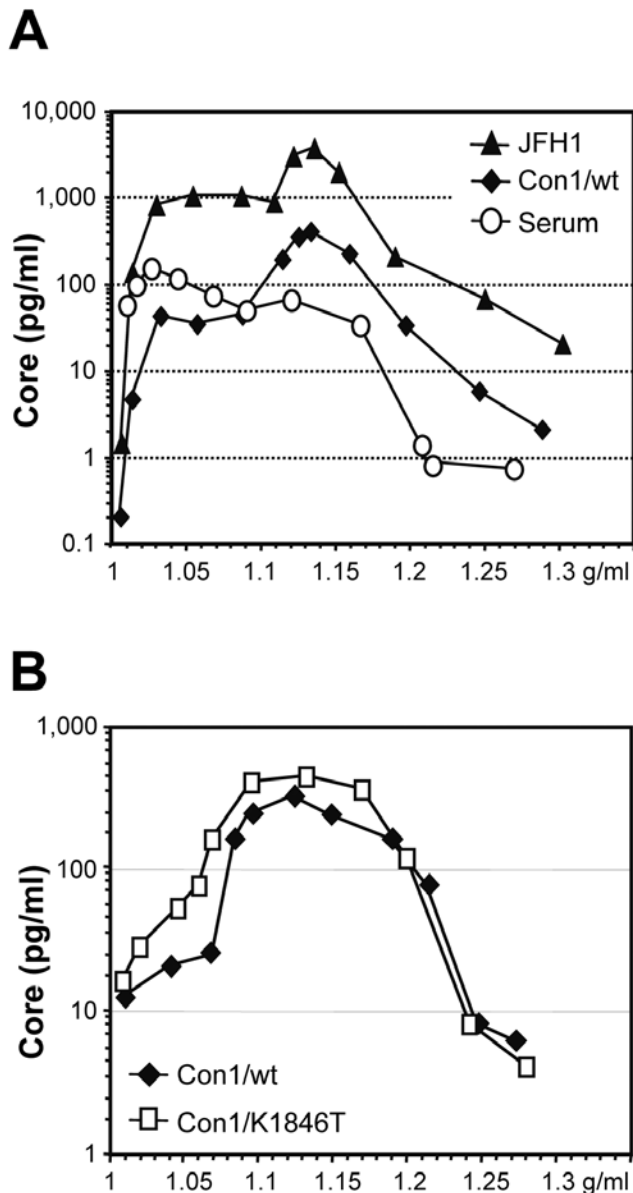 A
10,000
1,000
100
10
1
0.1
Core (pg/ml)
JFH1
Con1/wt
Serum
1 1.05 1.1 1.15 1.2 1.25 1.3 g/ml
B
1,000
100
10
1
Core (pg/ml)
Con1/wt
Con1/K1846T
1 1.05 1.10 1.15 1.20 1.25 1.3 g/ml